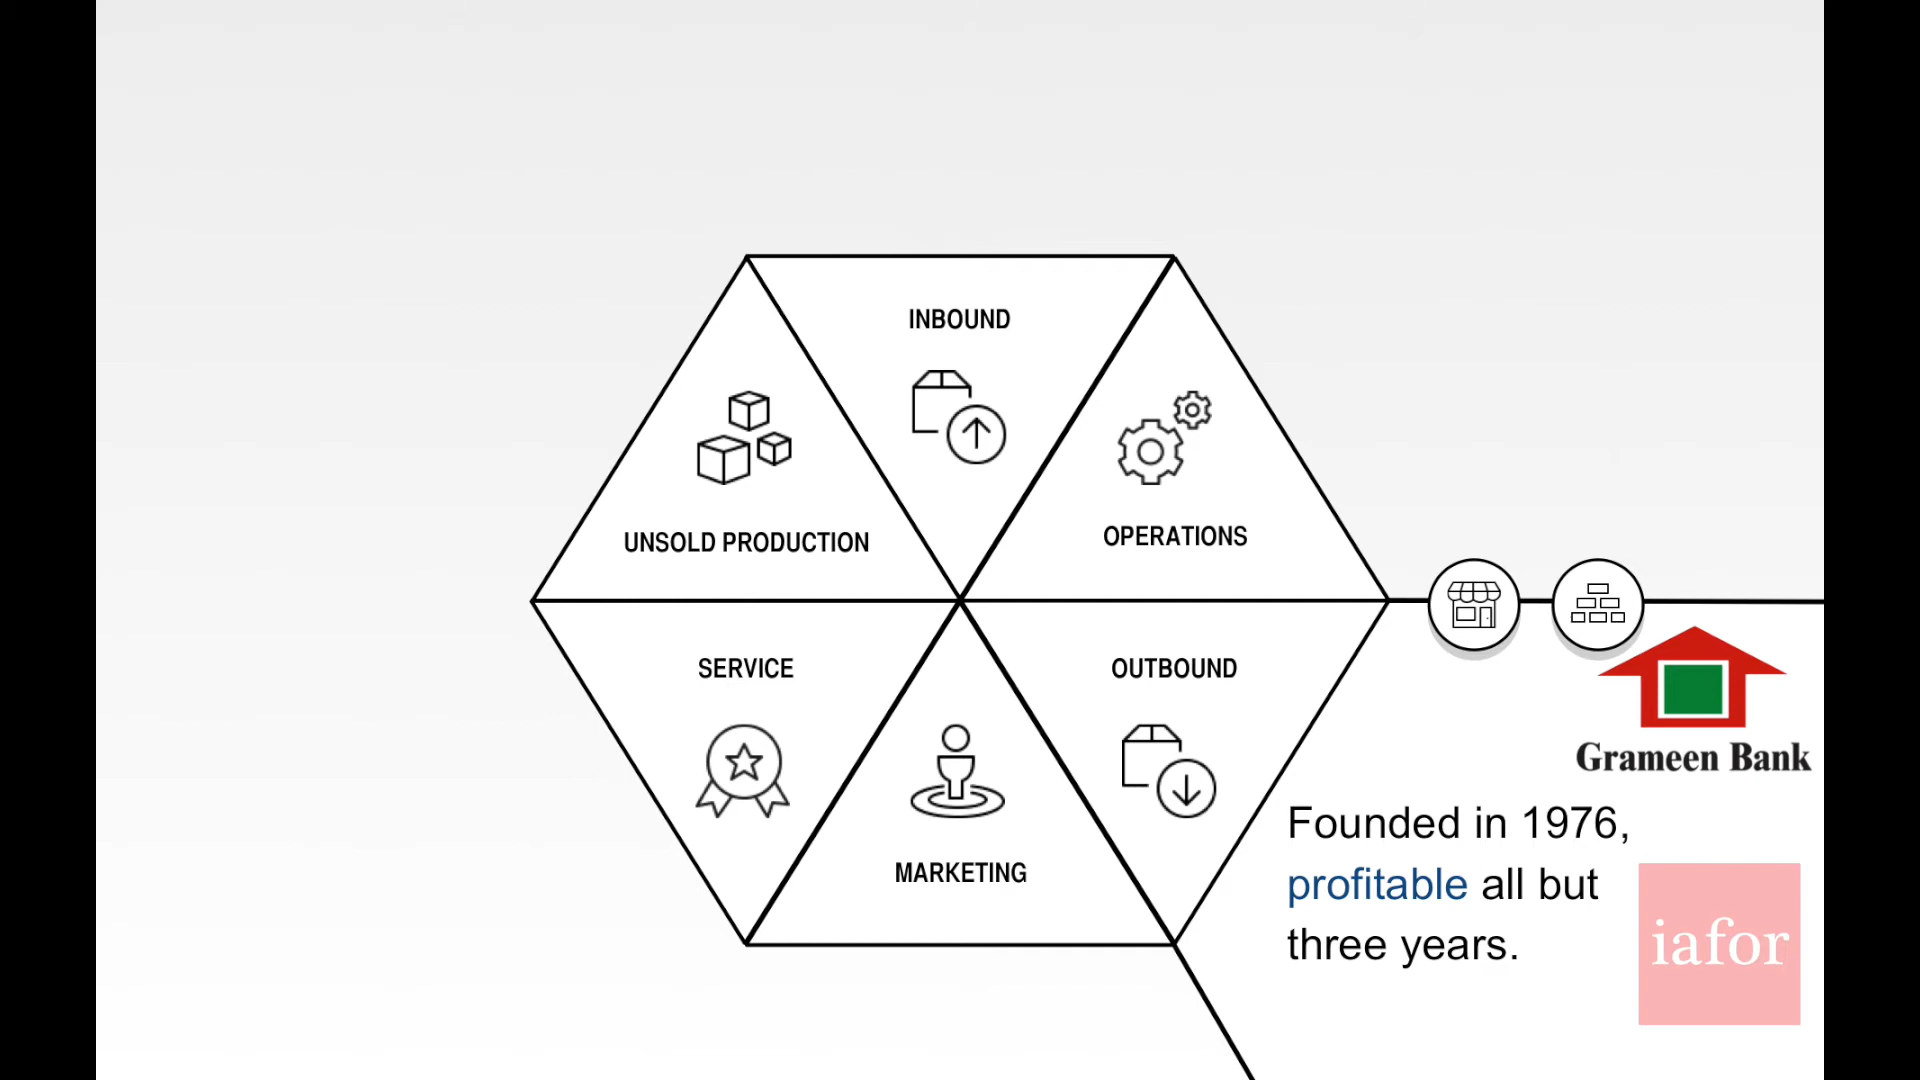 INBOUND
UNSOLD PRODUCTION
OPERATIONS
SERVICE
OUTBOUND
MARKETING
Grameen Bank
Founded in 1976,
profitable all but
three years.
iafor